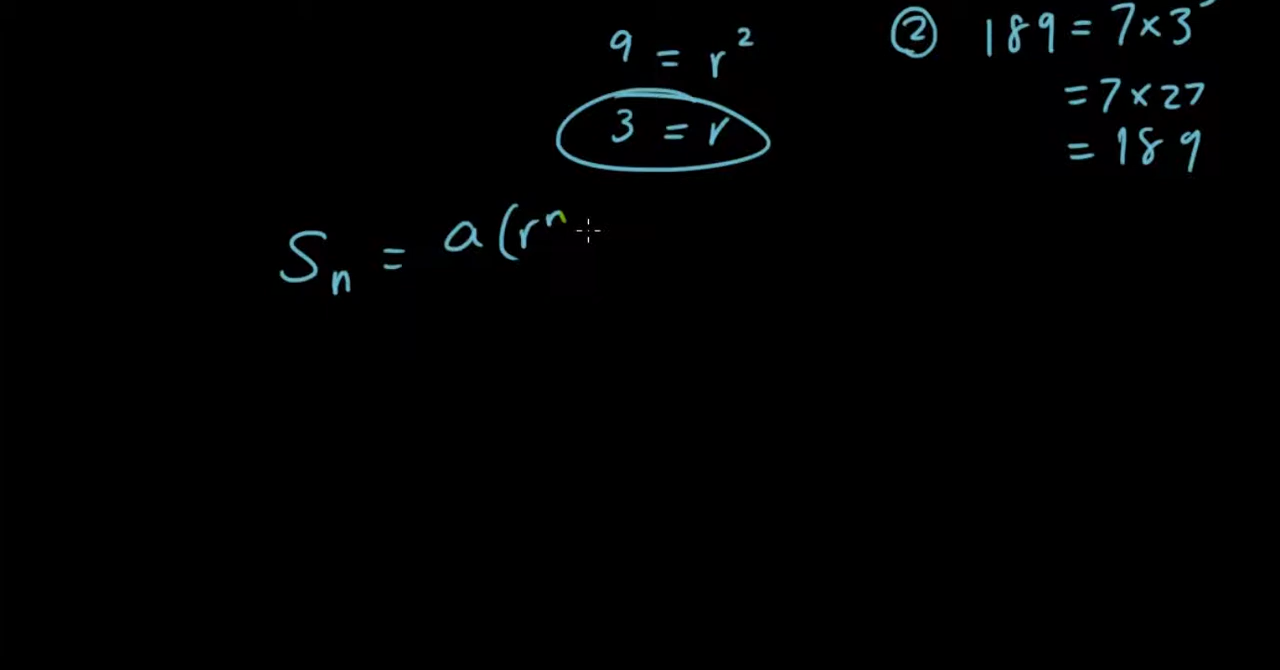 9 = r²
3 = r
② 189 = 7×3
= 7×27
= 189
Sₙ = a(rⁿ